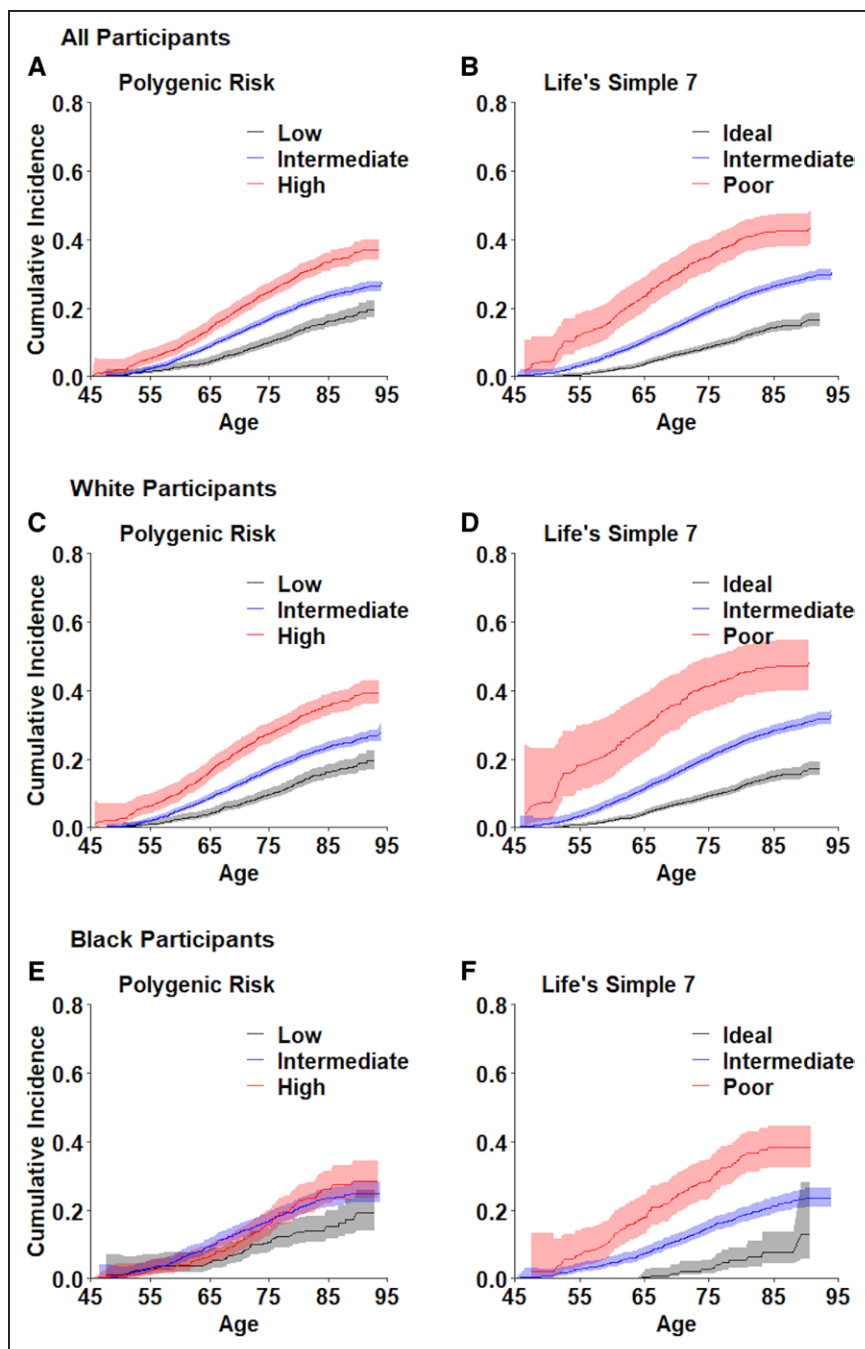 All Participants
A
B
Polygenic Risk
Life's Simple 7
Cumulative Incidence
0.8
0.6
0.4
0.2
0.0
Low
Intermediate
High
45 55 65 75 85 95
Age
0.8
0.6
0.4
0.2
0.0
Ideal
Intermediate
Poor
45 55 65 75 85 95
Age
White Participants
C
D
Polygenic Risk
Life's Simple 7
Cumulative Incidence
0.8
0.6
0.4
0.2
0.0
Low
Intermediate
High
45 55 65 75 85 95
Age
0.8
0.6
0.4
0.2
0.0
Ideal
Intermediate
Poor
45 55 65 75 85 95
Age
Black Participants
E
F
Polygenic Risk
Life's Simple 7
Cumulative Incidence
0.8
0.6
0.4
0.2
0.0
Low
Intermediate
High
45 55 65 75 85 95
Age
0.8
0.6
0.4
0.2
0.0
Ideal
Intermediate
Poor
45 55 65 75 85 95
Age